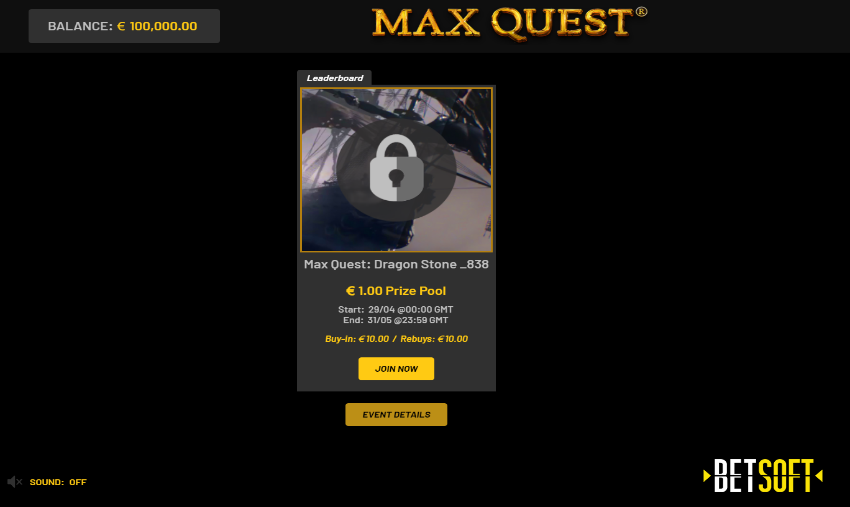 BALANCE: € 100,000.00
MAX QUEST®
Leaderboard
Max Quest: Dragon Stone _838
€ 1.00 Prize Pool
Start: 29/04 @00:00 GMT
End: 31/05 @23:59 GMT
Buy-in: €10.00 / Rebuys: €10.00
JOIN NOW
EVENT DETAILS
SOUND: OFF
BETSOFT